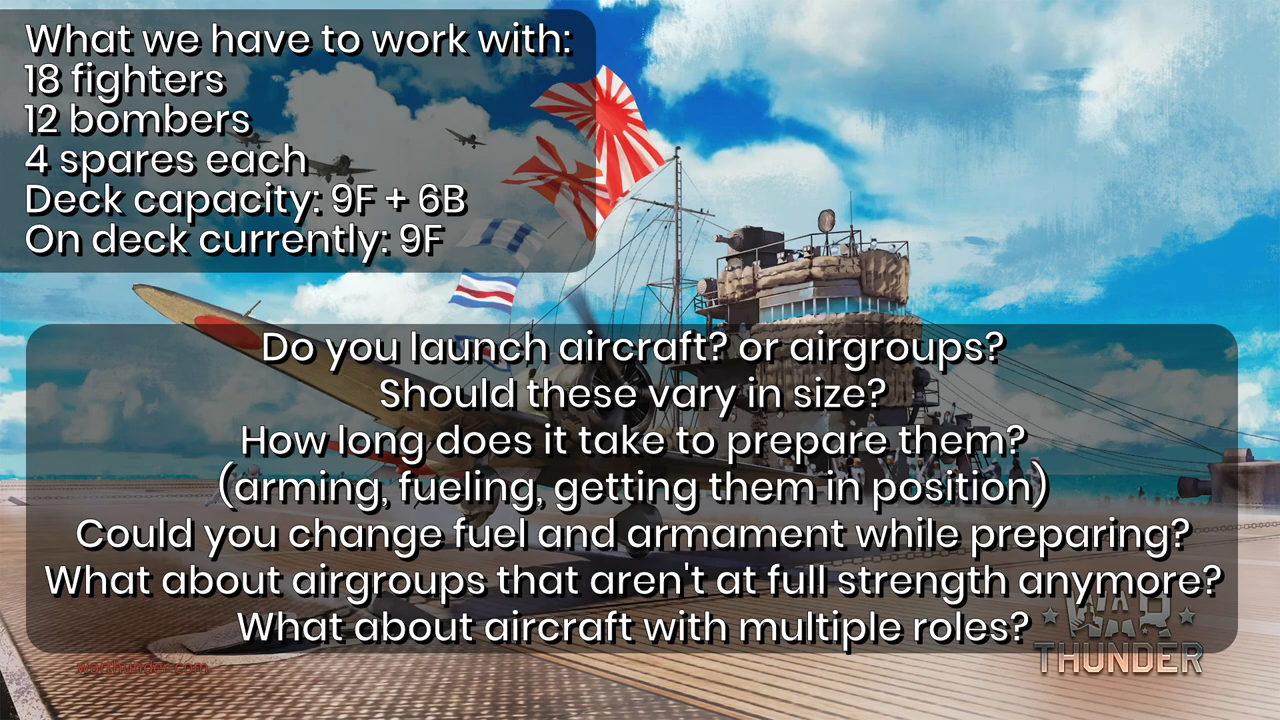 What we have to work with:
18 fighters
12 bombers
4 spares each
Deck capacity: 9F + 6B
On deck currently: 9F
Do you launch aircraft? or airgroups?
Should these vary in size?
How long does it take to prepare them?
(arming, fueling, getting them in position)
Could you change fuel and armament while preparing?
What about airgroups that aren't at full strength anymore?
What about aircraft with multiple roles?
WAR
THUNDER
warthunder.com